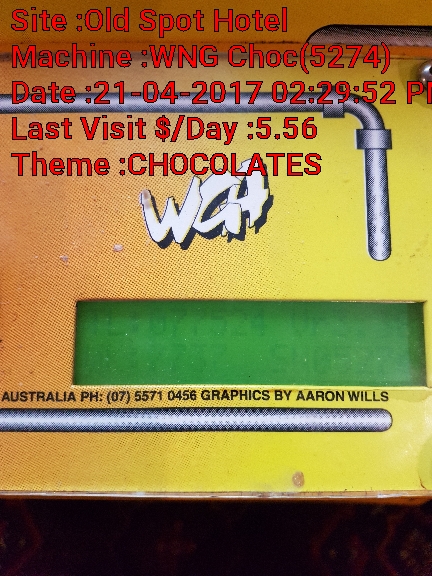 Site :Old Spot Hotel
Machine :WNG Choc(5274)
Date :21-04-2017 02:29:52 P
Last Visit $/Day :5.56
Theme :CHOCOLATES
AUSTRALIA PH: (07) 5571 0456 GRAPHICS BY AARON WILLS